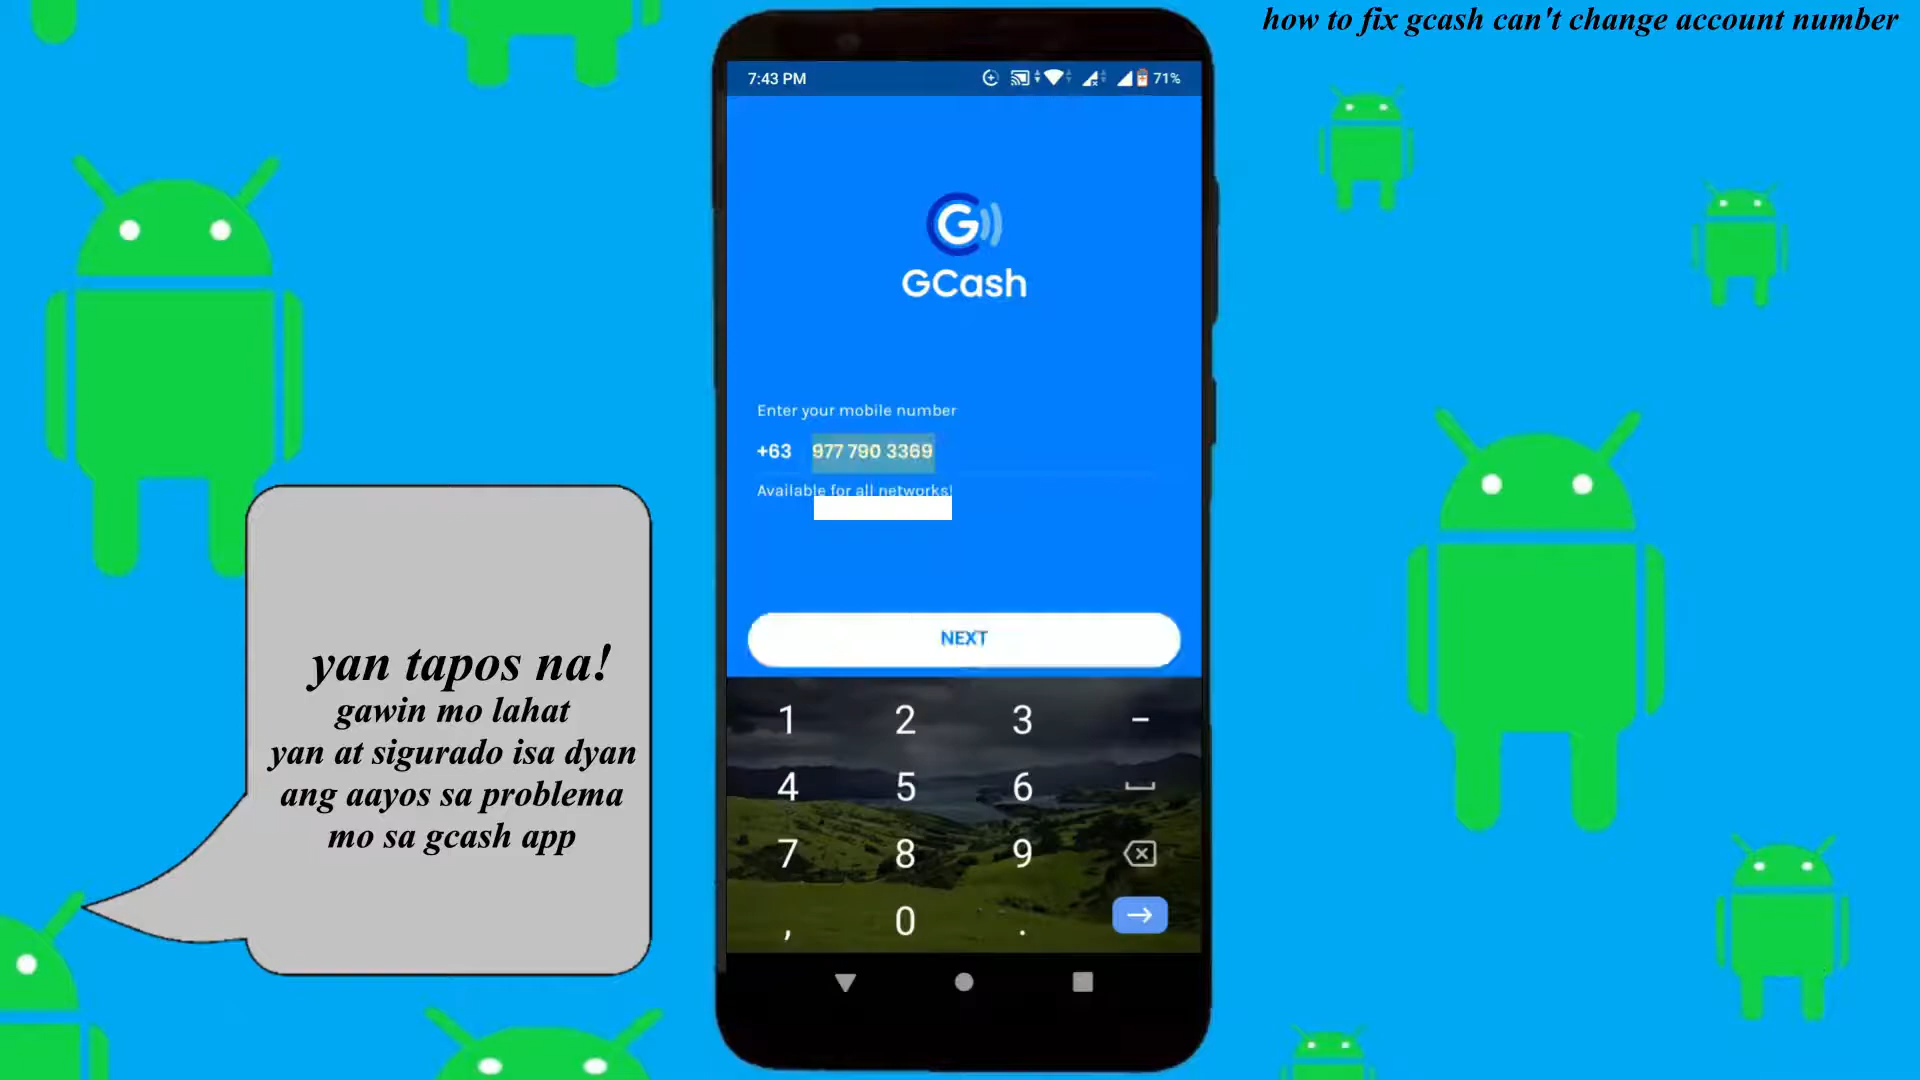 how to fix gcash can't change account number
7:43 PM
71%
G
GCash
Enter your mobile number
+63 977 790 3369
Available for all networks!
NEXT
1 2 3 -
4 5 6
7 8 9
, 0 .
yan tapos na!
gawin mo lahat
yan at sigurado isa dyan
ang aayos sa problema
mo sa gcash app